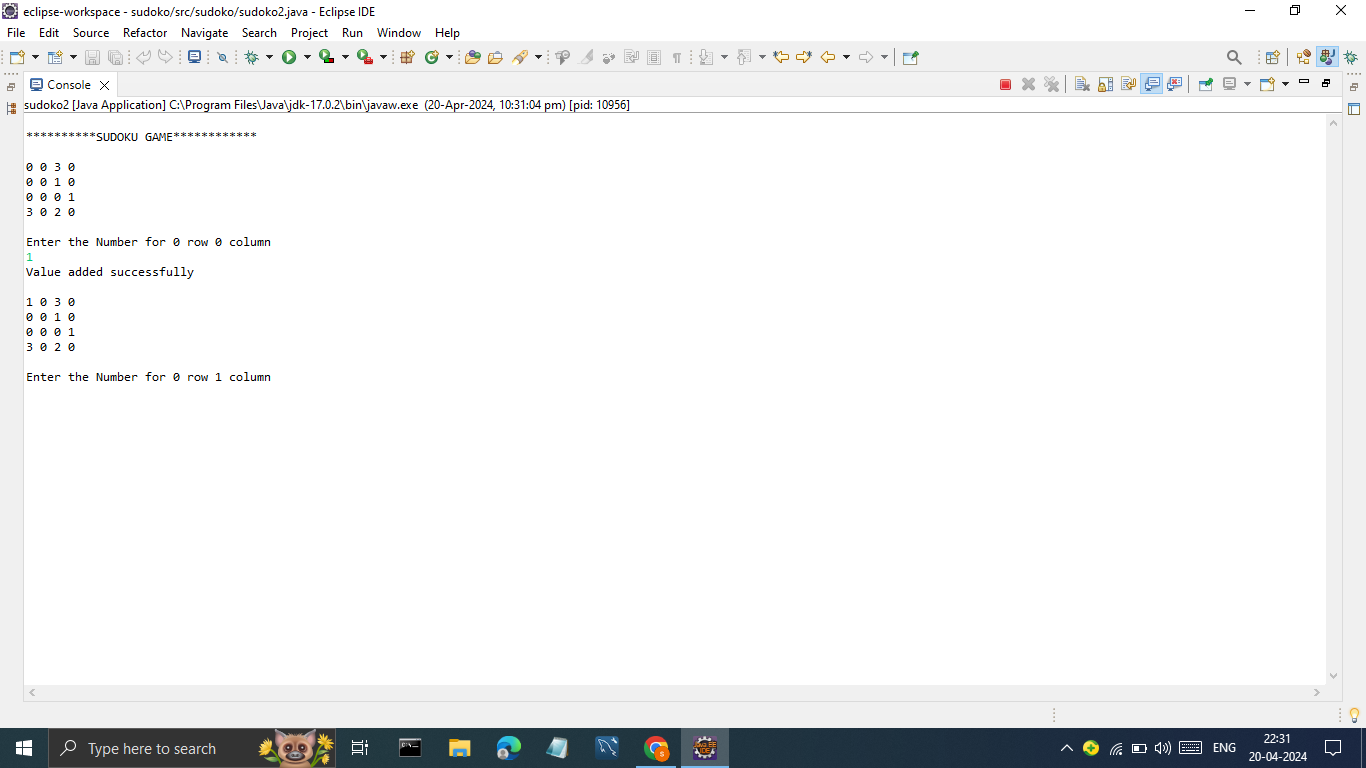 eclipse-workspace - sudoko/src/sudoko/sudoko2.java - Eclipse IDE
File Edit Source Refactor Navigate Search Project Run Window Help
Console
sudoko2 [Java Application] C:\Program Files\Java\jdk-17.0.2\bin\javaw.exe (20-Apr-2024, 10:31:04 pm) [pid: 10956]
**********SUDOKU GAME************
0 0 3 0
0 0 1 0
0 0 0 1
3 0 2 0
Enter the Number for 0 row 0 column
1
Value added successfully
1 0 3 0
0 0 1 0
0 0 0 1
3 0 2 0
Enter the Number for 0 row 1 column
Type here to search
ENG
22:31
20-04-2024